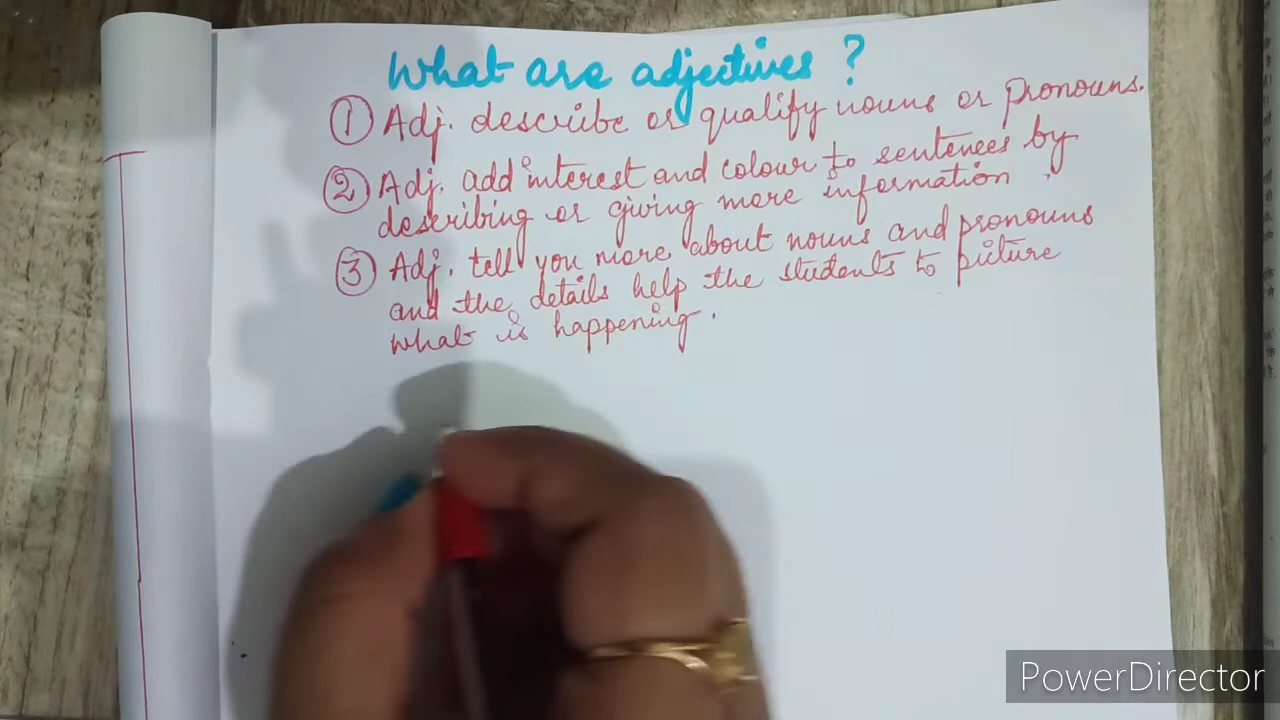 What are adjectives ?
① Adj. describe or qualify nouns or pronouns.
② Adj. add interest and colour to sentences by
describing or giving more information .
③ Adj. tell you more about nouns and pronouns
and the details help the students to picture
what is happening .
PowerDirector